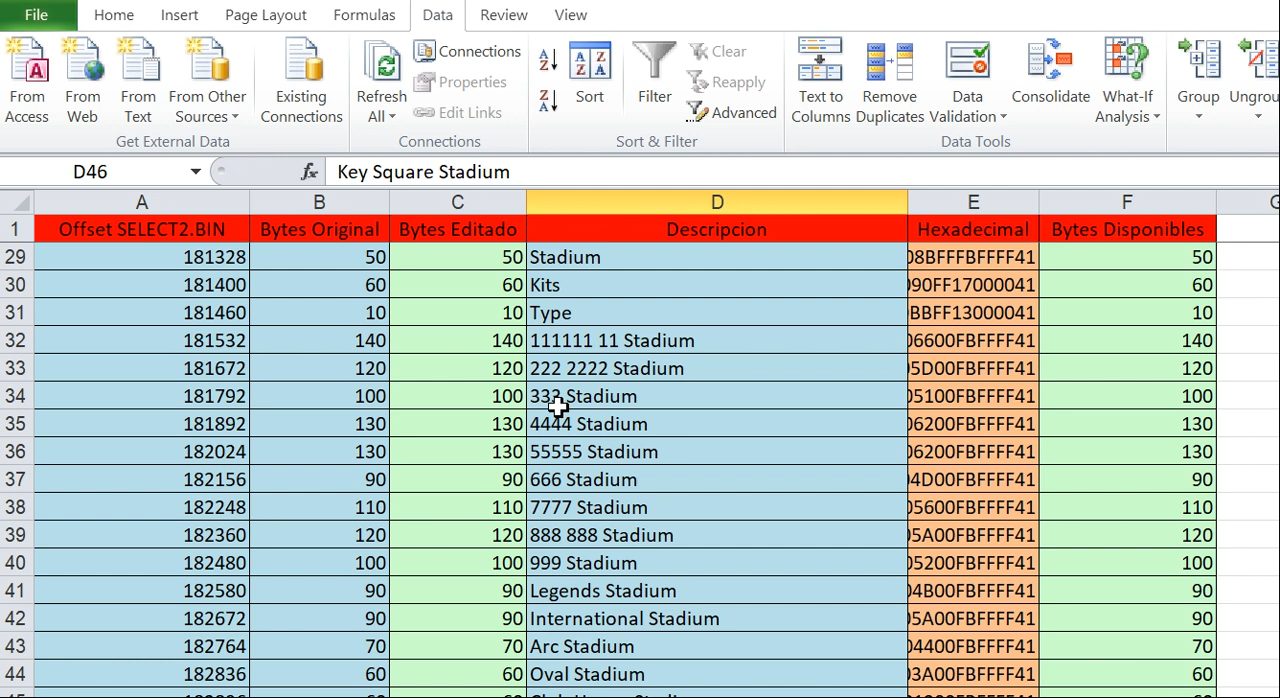 File Home Insert Page Layout Formulas Data Review View
Connections Clear
Properties Reapply
Edit Links Advanced
From Access From Web From Text From Other Sources Existing Connections Refresh All Sort Filter Text to Columns Remove Duplicates Data Validation Consolidate What-If Analysis Group
Get External Data Connections Sort & Filter Data Tools
D46 fx Key Square Stadium
A B C D E F
1 Offset SELECT2.BIN Bytes Original Bytes Editado Descripcion Hexadecimal Bytes Disponibles
29 181328 50 50 Stadium 08BFFFBFFFF41 50
30 181400 60 60 Kits 090FF17000041 60
31 181460 10 10 Type BBFF13000041 10
32 181532 140 140 111111 11 Stadium 06600FBFFFF41 140
33 181672 120 120 222 2222 Stadium 05D00FBFFFF41 120
34 181792 100 100 333 Stadium 05100FBFFFF41 100
35 181892 130 130 4444 Stadium 06200FBFFFF41 130
36 182024 130 130 55555 Stadium 06200FBFFFF41 130
37 182156 90 90 666 Stadium 04D00FBFFFF41 90
38 182248 110 110 7777 Stadium 05600FBFFFF41 110
39 182360 120 120 888 888 Stadium 05A00FBFFFF41 120
40 182480 100 100 999 Stadium 05200FBFFFF41 100
41 182580 90 90 Legends Stadium 04B00FBFFFF41 90
42 182672 90 90 International Stadium 05A00FBFFFF41 90
43 182764 70 70 Arc Stadium 04400FBFFFF41 70
44 182836 60 60 Oval Stadium 03A00FBFFFF41 60